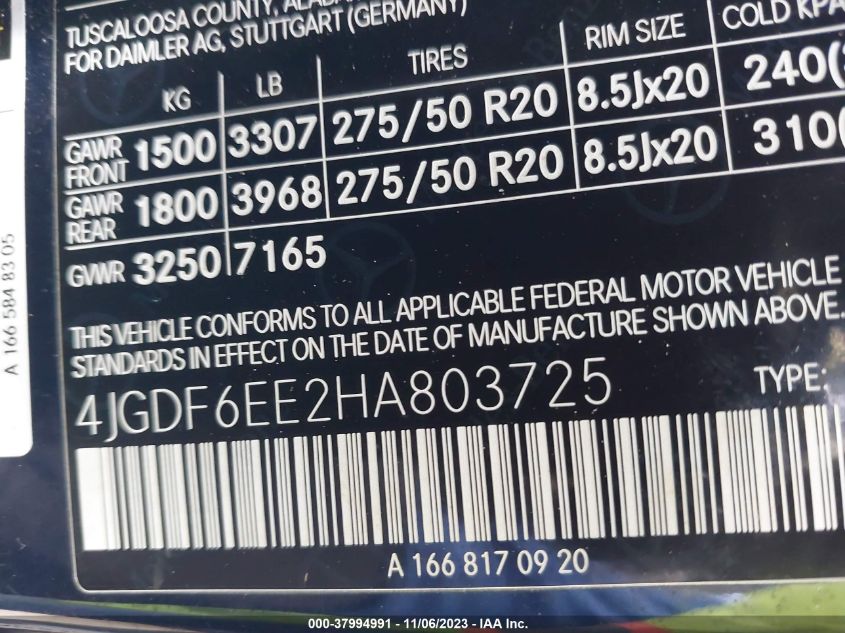 TUSCALOOSA COUNTY,
FOR DAIMLER AG, STUTTGART (GERMANY)
KG LB TIRES RIM SIZE COLD KPA
GAWR FRONT 1500 3307 275/50 R20 8.5Jx20 240(
GAWR REAR 1800 3968 275/50 R20 8.5Jx20 310(
GVWR 3250 7165
THIS VEHICLE CONFORMS TO ALL APPLICABLE FEDERAL MOTOR VEHICLE
STANDARDS IN EFFECT ON THE DATE OF MANUFACTURE SHOWN ABOVE.
4JGDF6EE2HA803725 TYPE:
A 166 817 09 20
A 166 584 83 05
000-37994991 - 11/06/2023 - IAA Inc.